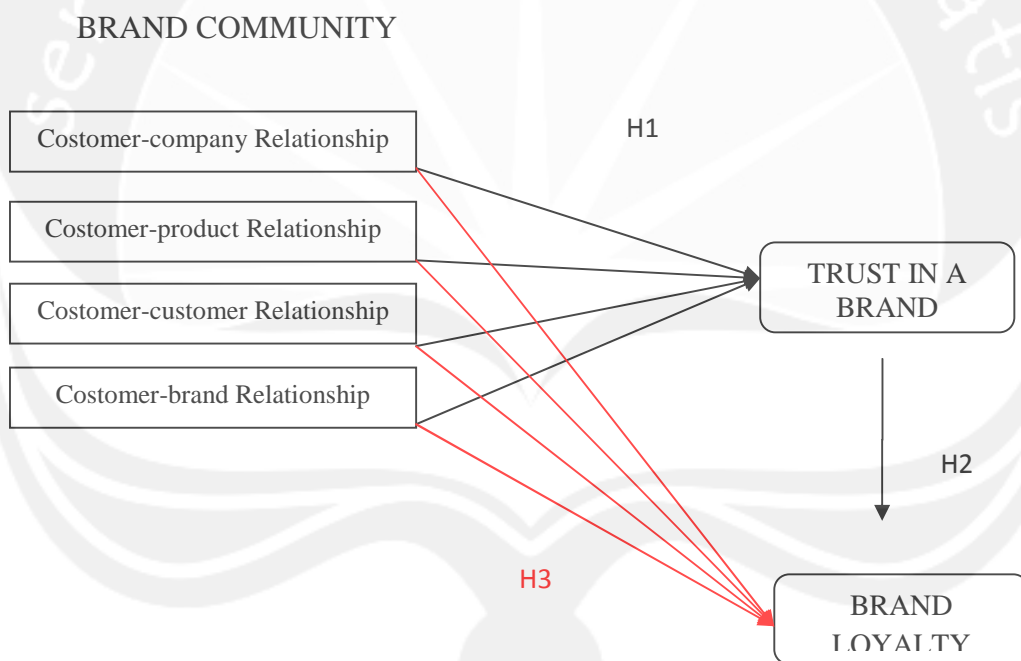 BRAND COMMUNITY
H1
Costomer-company Relationship
Costomer-product Relationship
Costomer-customer Relationship
Costomer-brand Relationship
TRUST IN A
BRAND
H2
H3
BRAND
LOYALTY